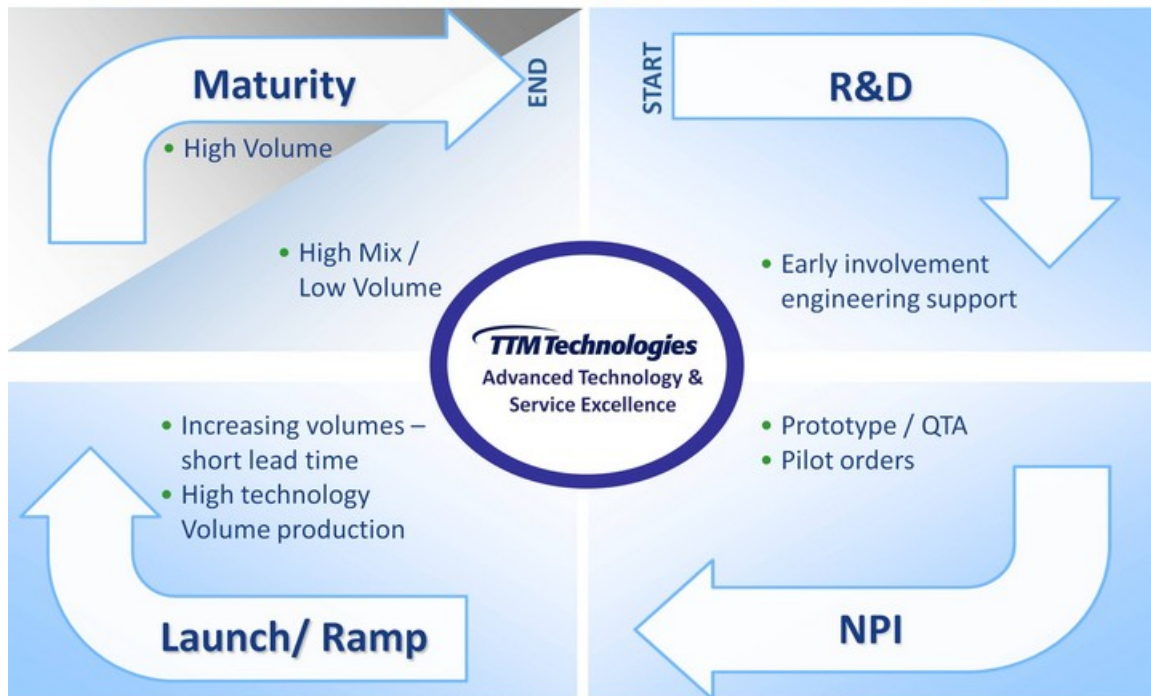 Maturity
END
• High Volume
• High Mix /
Low Volume
START
R&D
• Early involvement
engineering support
TTM Technologies
Advanced Technology &
Service Excellence
• Prototype / QTA
• Pilot orders
NPI
• Increasing volumes –
short lead time
• High technology
Volume production
Launch/ Ramp